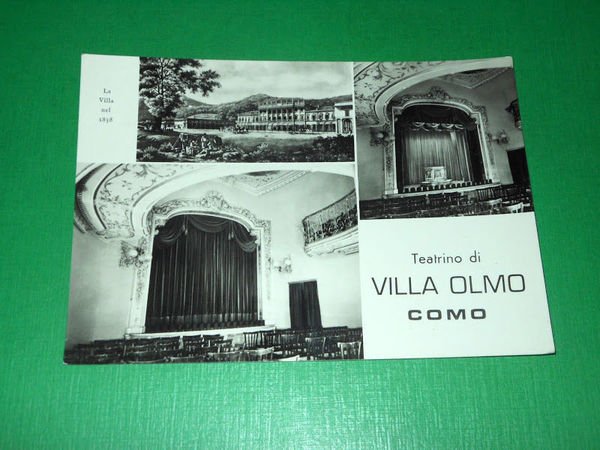 La
Villa
nel
1838
Teatrino di
VILLA OLMO
COMO